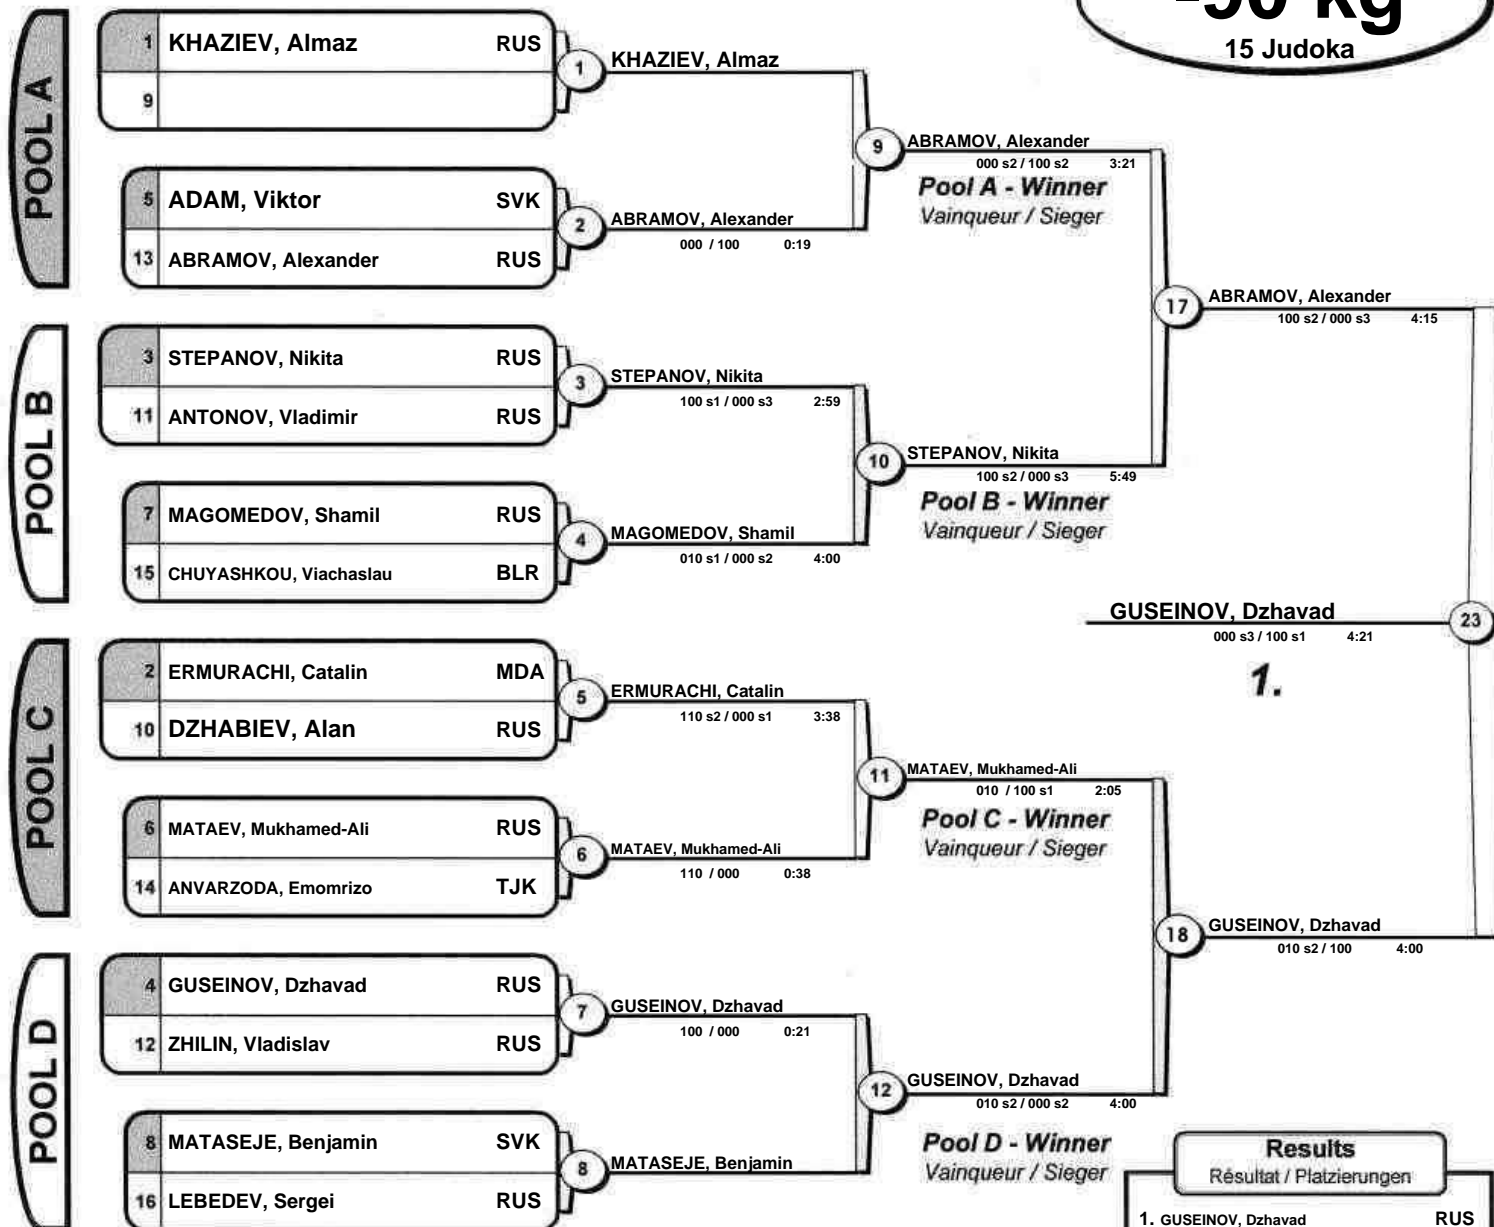 -90 kg
15 Judoka
POOL A
1 KHAZIEV, Almaz RUS
9
1 KHAZIEV, Almaz
5 ADAM, Viktor SVK
13 ABRAMOV, Alexander RUS
2 ABRAMOV, Alexander
000 / 100 0:19
9 ABRAMOV, Alexander
000 s2 / 100 s2 3:21
Pool A - Winner
Vainqueur / Sieger
POOL B
3 STEPANOV, Nikita RUS
11 ANTONOV, Vladimir RUS
3 STEPANOV, Nikita
100 s1 / 000 s3 2:59
7 MAGOMEDOV, Shamil RUS
15 CHUYASHKOU, Viachaslau BLR
4 MAGOMEDOV, Shamil
010 s1 / 000 s2 4:00
10 STEPANOV, Nikita
100 s2 / 000 s3 5:49
Pool B - Winner
Vainqueur / Sieger
17 ABRAMOV, Alexander
100 s2 / 000 s3 4:15
GUSEINOV, Dzhavad 23
000 s3 / 100 s1 4:21
1.
POOL C
2 ERMURACHI, Catalin MDA
10 DZHABIEV, Alan RUS
5 ERMURACHI, Catalin
110 s2 / 000 s1 3:38
6 MATAEV, Mukhamed-Ali RUS
14 ANVARZODA, Emomrizo TJK
6 MATAEV, Mukhamed-Ali
110 / 000 0:38
11 MATAEV, Mukhamed-Ali
010 / 100 s1 2:05
Pool C - Winner
Vainqueur / Sieger
18 GUSEINOV, Dzhavad
010 s2 / 100 4:00
POOL D
4 GUSEINOV, Dzhavad RUS
12 ZHILIN, Vladislav RUS
7 GUSEINOV, Dzhavad
100 / 000 0:21
8 MATASEJE, Benjamin SVK
16 LEBEDEV, Sergei RUS
8 MATASEJE, Benjamin
12 GUSEINOV, Dzhavad
010 s2 / 000 s2 4:00
Pool D - Winner
Vainqueur / Sieger
Results
Résultat / Platzierungen
1. GUSEINOV, Dzhavad RUS